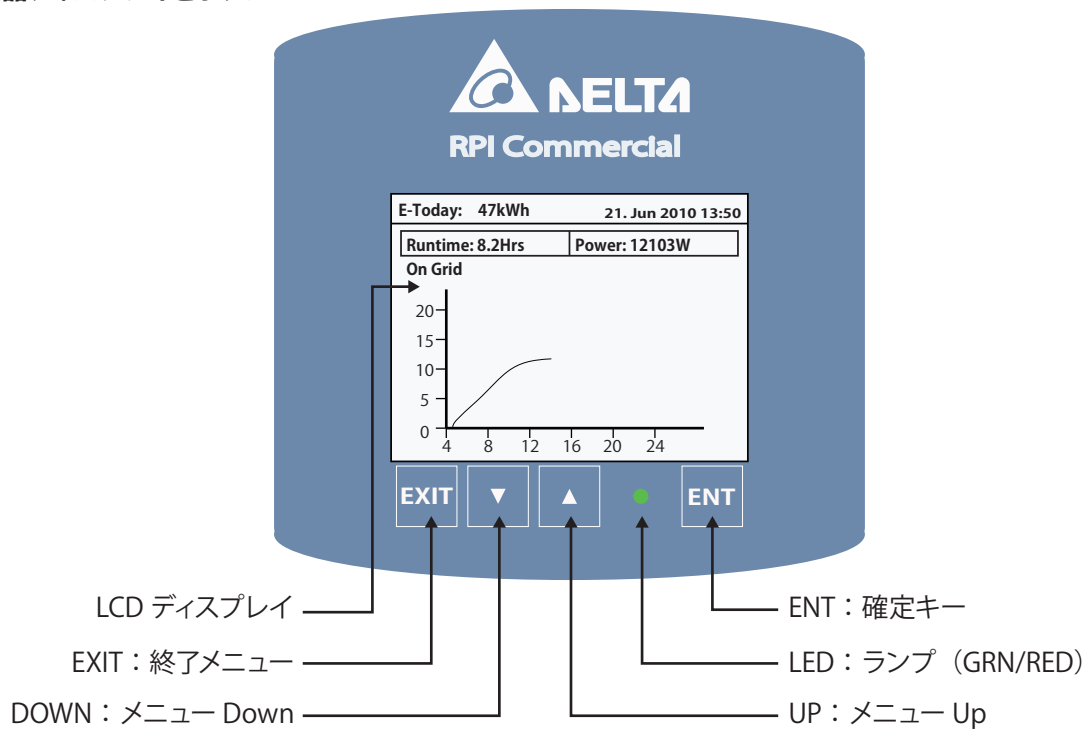 DELTA
RPI Commercial
E-Today: 47kWh 21. Jun 2010 13:50
Runtime: 8.2Hrs Power: 12103W
On Grid
20
15
10
5
0
4 8 12 16 20 24
EXIT ▼ ▲ ENT
LCD ディスプレイ ENT：確定キー
EXIT：終了メニュー LED：ランプ（GRN/RED）
DOWN：メニュー Down UP：メニュー Up